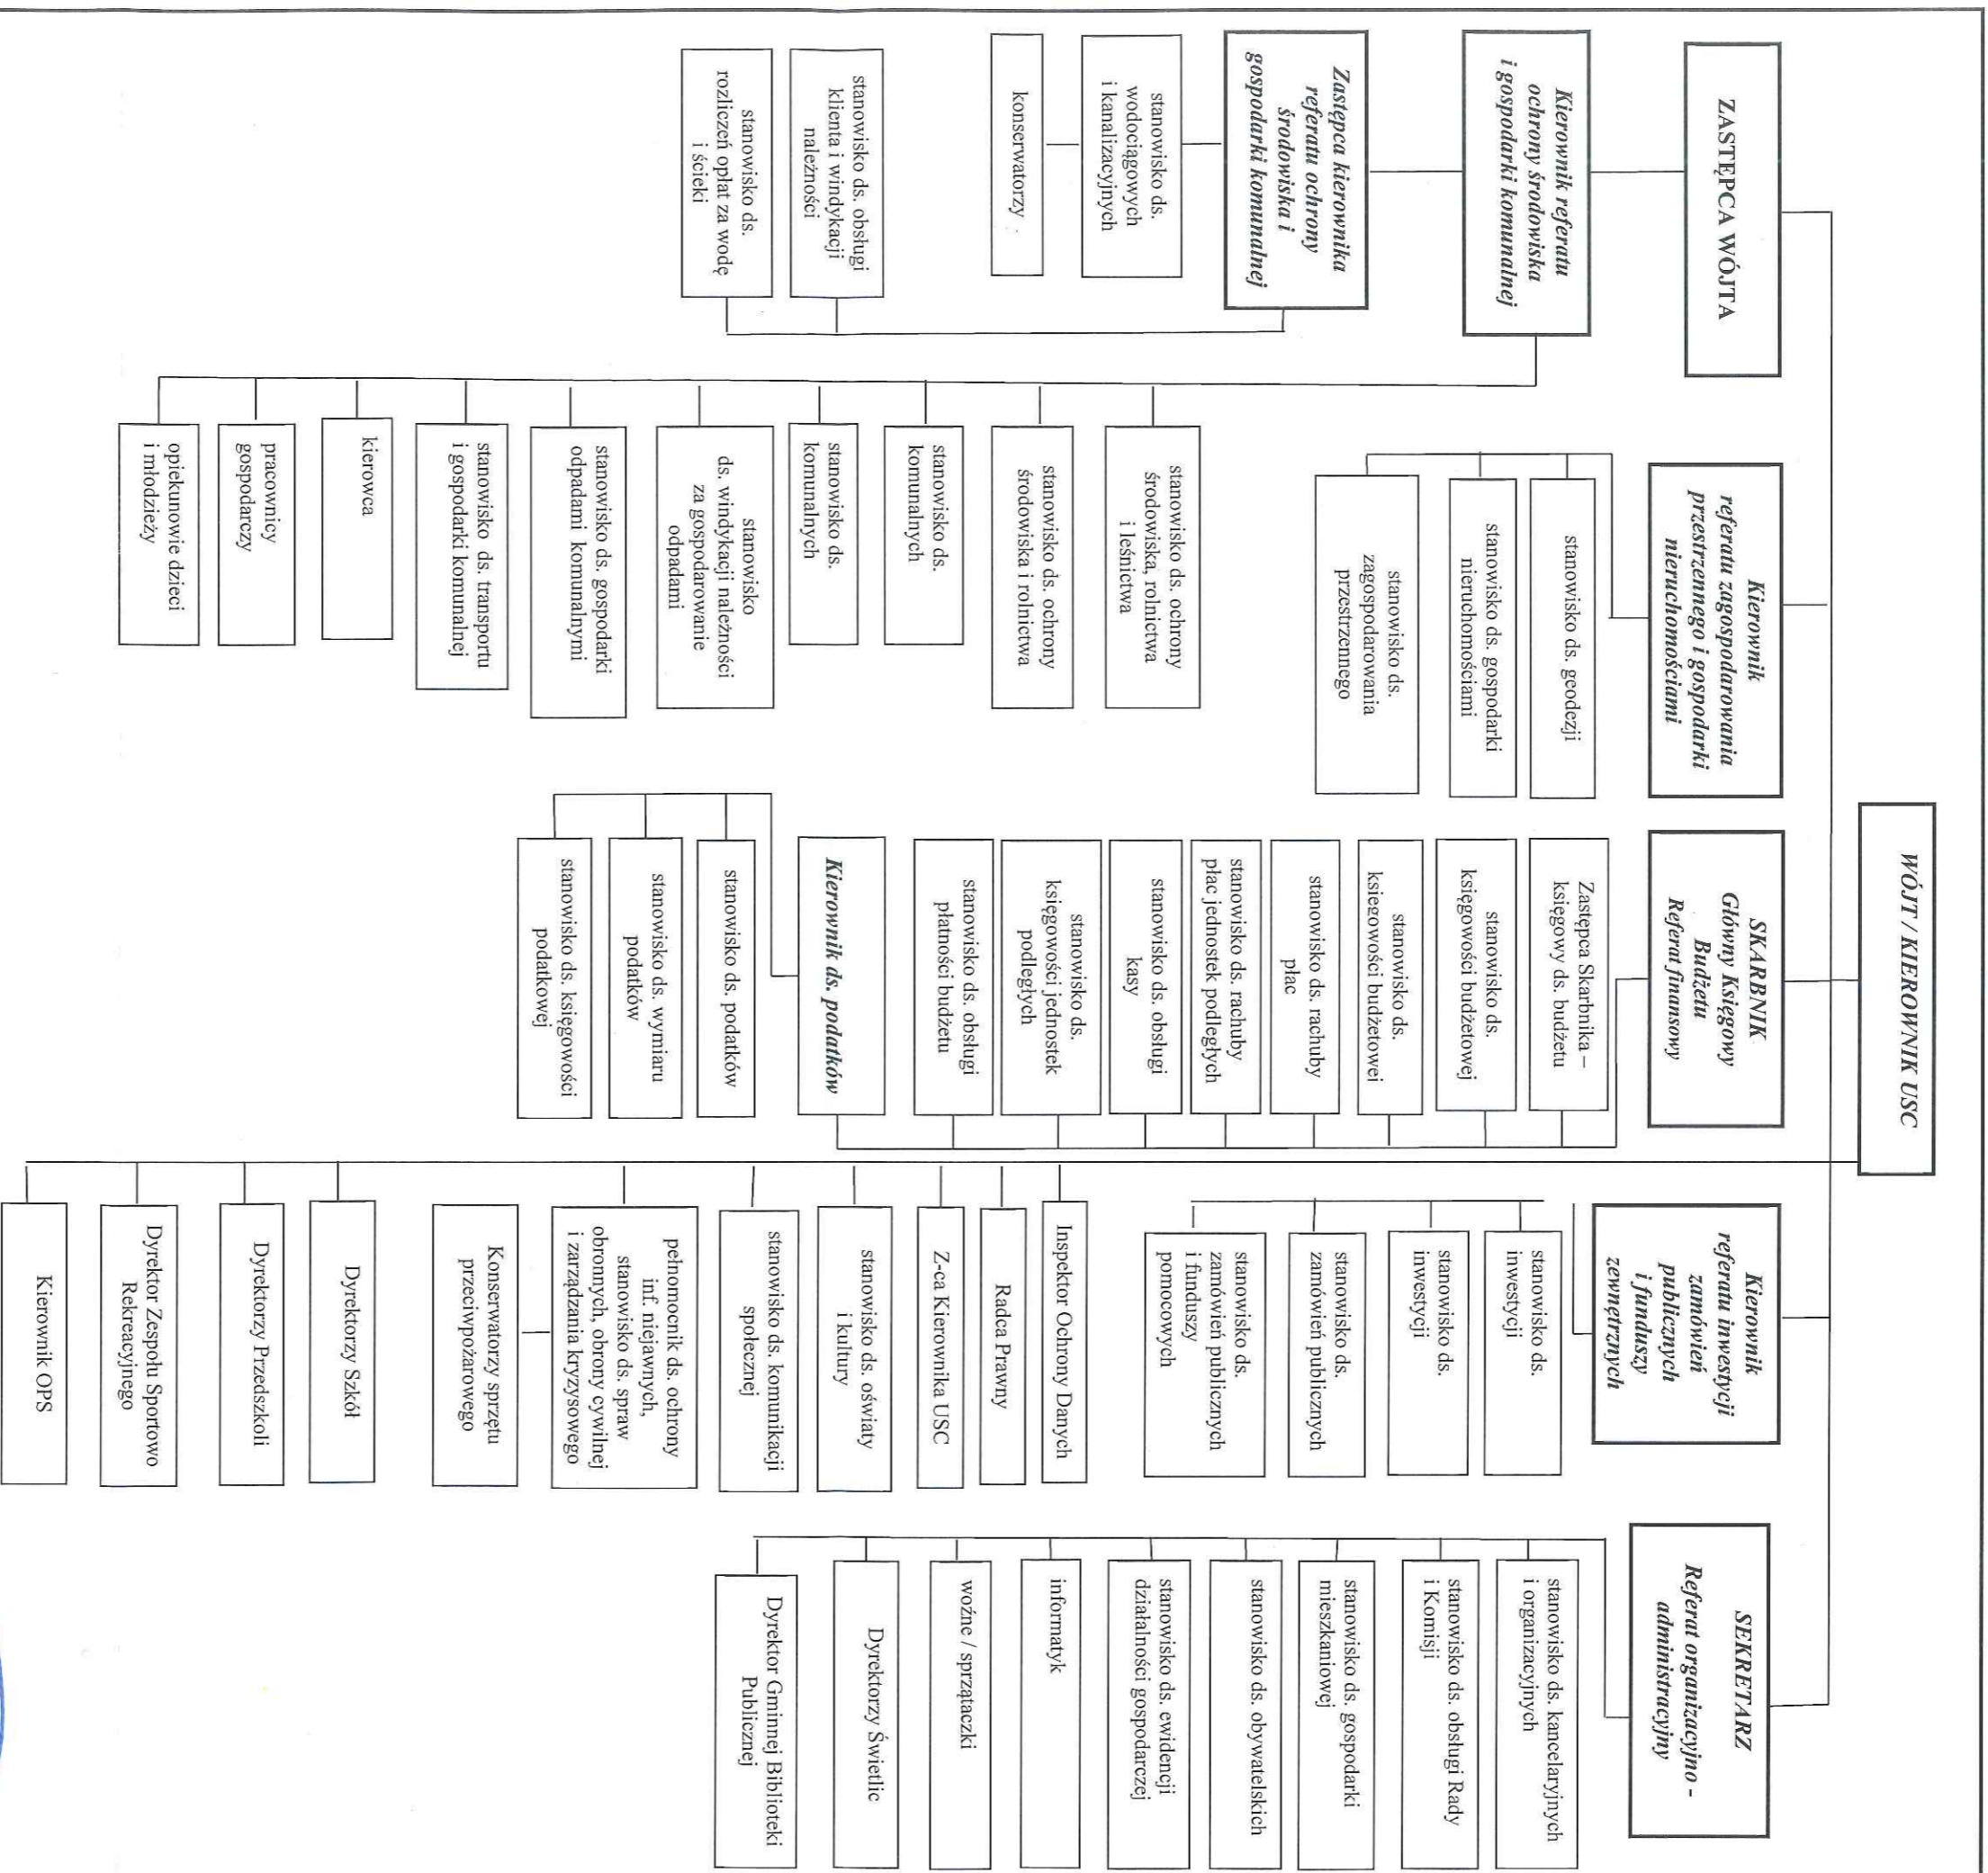 WÓJT / KIEROWNIK USC
ZASTĘPCA WÓJTA
Kierownik referatu
ochrony środowiska
i gospodarki komunalnej
Zastępca kierownika
referatu ochrony
środowiska i
gospodarki komunalnej
stanowisko ds.
wodociągowych
i kanalizacyjnych
konserwatorzy
stanowisko ds. obsługi
klienta i windykacji
należności
stanowisko ds.
rozliczeń opłat za wodę
i ścieki
stanowisko ds. ochrony
środowiska, rolnictwa
i leśnictwa
stanowisko ds. ochrony
środowiska i rolnictwa
stanowisko ds.
komunalnych
stanowisko ds.
komunalnych
stanowisko
ds. windykacji należności
za gospodarowanie
odpadami
stanowisko ds. gospodarki
odpadami komunalnymi
stanowisko ds. transportu
i gospodarki komunalnej
kierowca
pracownicy
gospodarczy
opiekunowie dzieci
i młodzieży
Kierownik
referatu zagospodarowania
przestrzennego i gospodarki
nieruchomościami
stanowisko ds. geodezji
stanowisko ds. gospodarki
nieruchomościami
stanowisko ds.
zagospodarowania
przestrzennego
SKARBNIK
Główny Księgowy
Budżetu
Referat finansowy
Zastępca Skarbnika –
księgowy ds. budżetu
stanowisko ds.
księgowości budżetowej
stanowisko ds.
księgowości budżetowej
stanowisko ds. rachuby
płac
stanowisko ds. rachuby
płac jednostek podległych
stanowisko ds. obsługi
kasy
stanowisko ds.
księgowości jednostek
podległych
stanowisko ds. obsługi
płatności budżetu
Kierownik ds. podatków
stanowisko ds. podatków
stanowisko ds. wymiaru
podatków
stanowisko ds. księgowości
podatkowej
Kierownik
referatu inwestycji
zamówień
publicznych
i funduszy
zewnętrznych
stanowisko ds.
inwestycji
stanowisko ds.
inwestycji
stanowisko ds.
zamówień publicznych
stanowisko ds.
zamówień publicznych
i funduszy
pomocowych
Inspektor Ochrony Danych
Radca Prawny
Z-ca Kierownika USC
stanowisko ds. oświaty
i kultury
stanowisko ds. komunikacji
społecznej
pełnomocnik ds. ochrony
inf. niejawnych,
stanowisko ds. spraw
obronnych, obrony cywilnej
i zarządzania kryzysowego
Konserwatorzy sprzętu
przeciwpożarowego
Dyrektorzy Szkół
Dyrektorzy Przedszkoli
Dyrektor Zespołu Sportowo
Rekreacyjnego
Kierownik OPS
SEKRETARZ
Referat organizacyjno -
administracyjny
stanowisko ds. kancelaryjnych
i organizacyjnych
stanowisko ds. obsługi Rady
i Komisji
stanowisko ds. gospodarki
mieszkaniowej
stanowisko ds. obywatelskich
stanowisko ds. ewidencji
działalności gospodarczej
informatyk
woźne / sprzątaczki
Dyrektorzy Świetlic
Dyrektor Gminnej Biblioteki
Publicznej